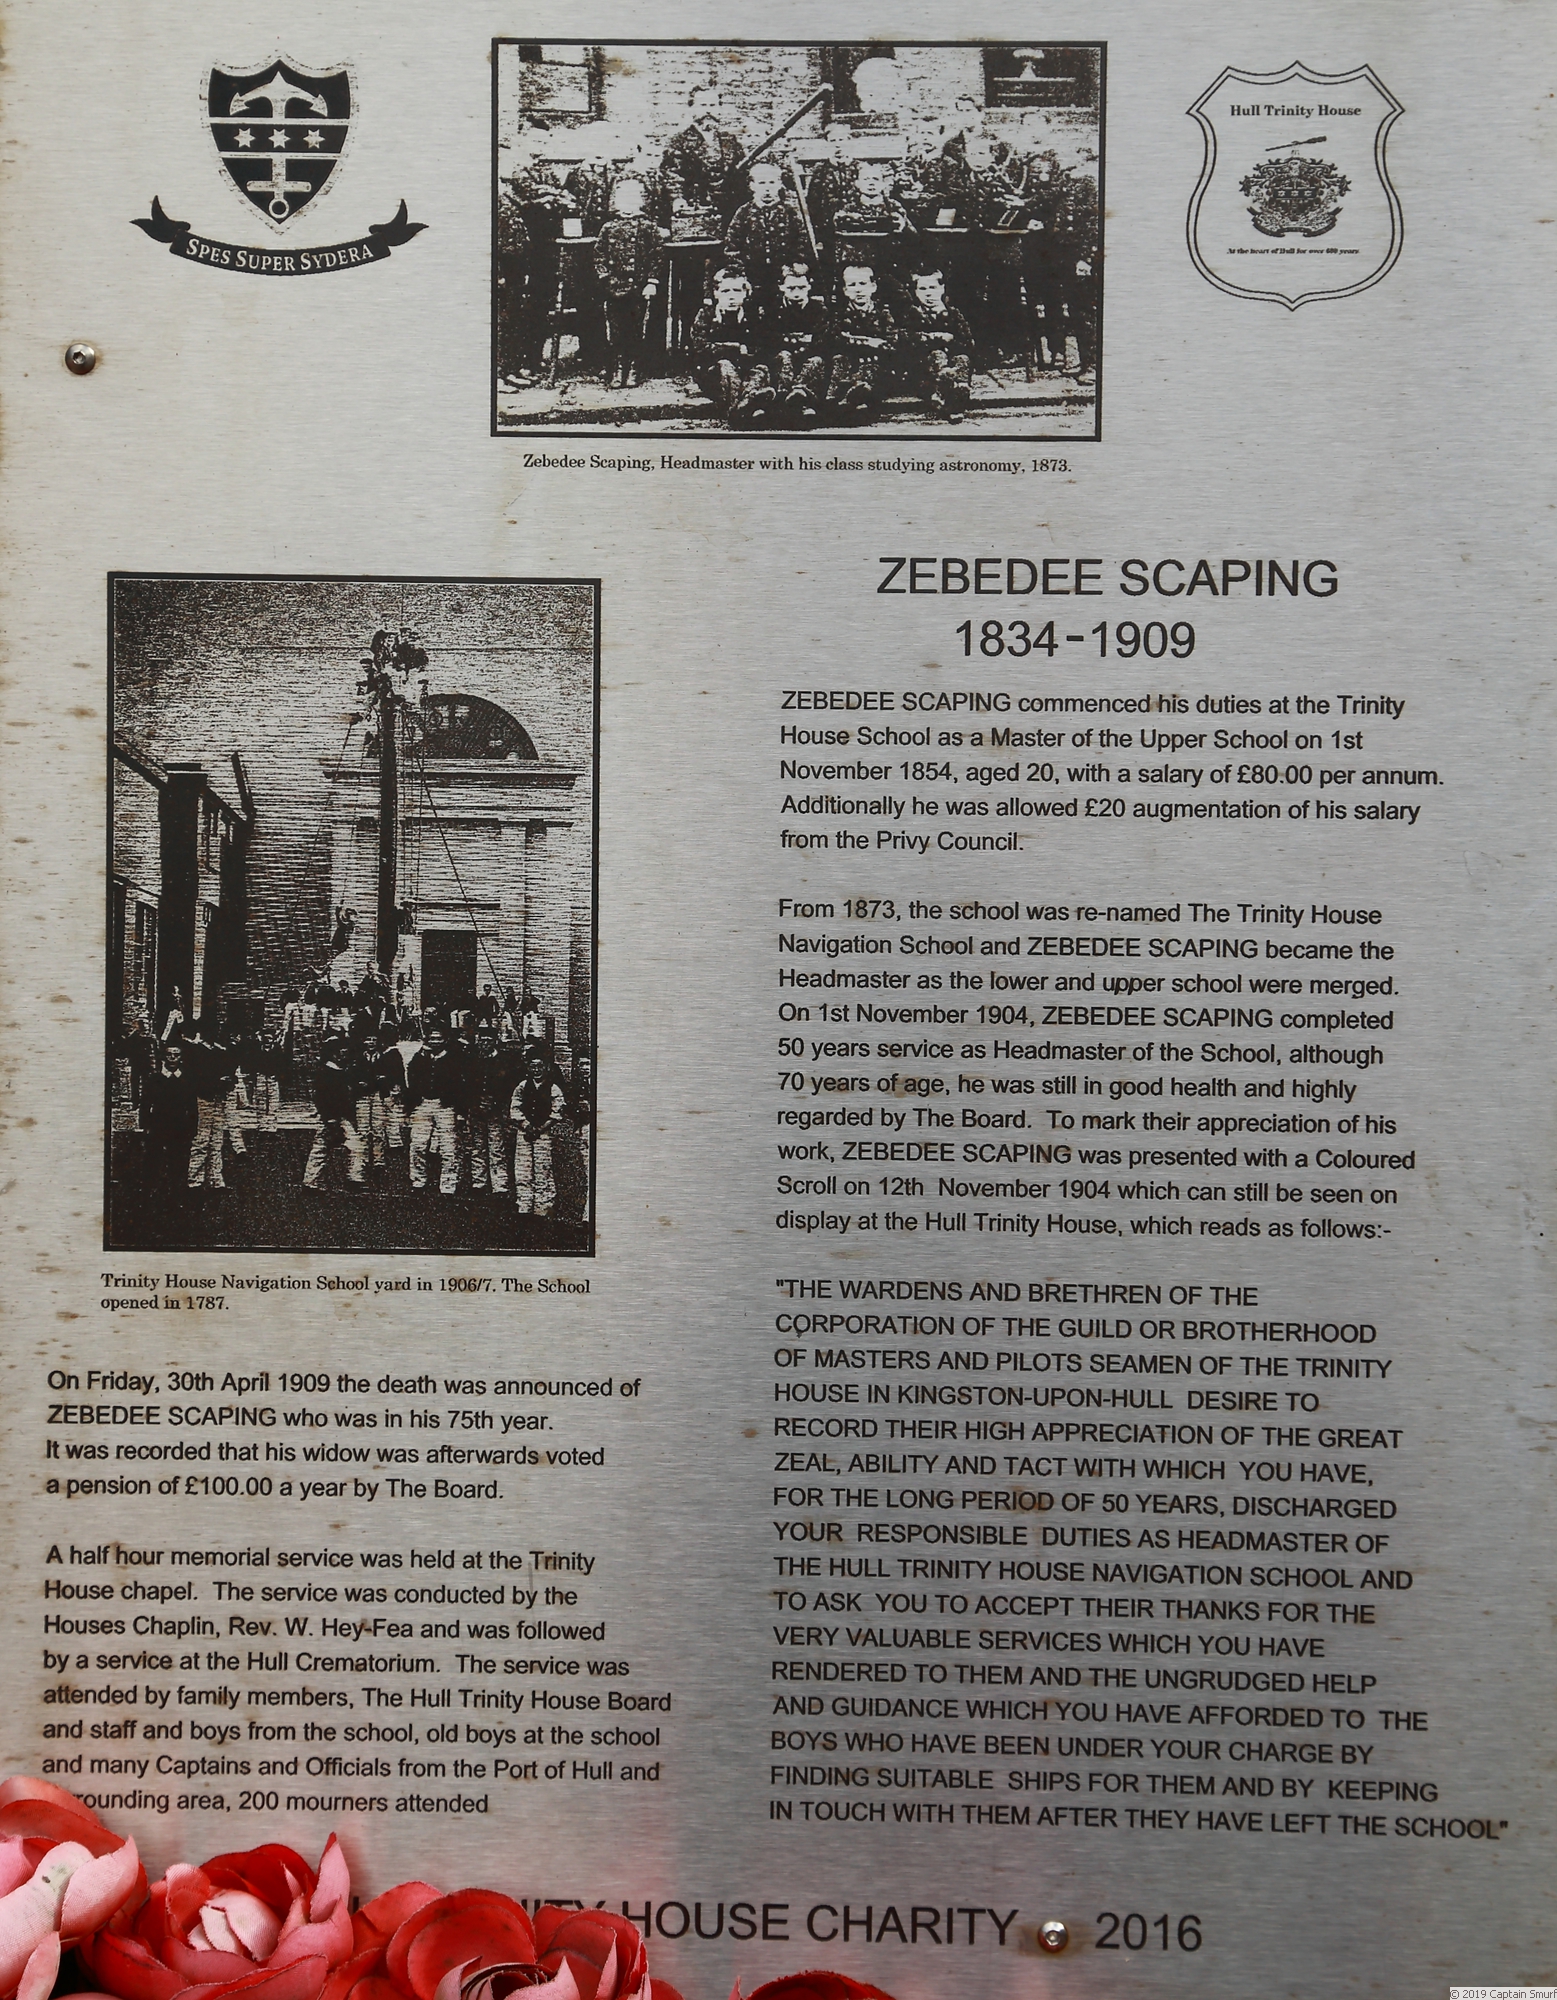 SPES SUPER SYDERA
Hull Trinity House
At the heart of Hull for over 600 years
Zebedee Scaping, Headmaster with his class studying astronomy, 1873.
ZEBEDEE SCAPING
1834-1909
ZEBEDEE SCAPING commenced his duties at the Trinity
House School as a Master of the Upper School on 1st
November 1854, aged 20, with a salary of £80.00 per annum.
Additionally he was allowed £20 augmentation of his salary
from the Privy Council.
From 1873, the school was re-named The Trinity House
Navigation School and ZEBEDEE SCAPING became the
Headmaster as the lower and upper school were merged.
On 1st November 1904, ZEBEDEE SCAPING completed
50 years service as Headmaster of the School, although
70 years of age, he was still in good health and highly
regarded by The Board. To mark their appreciation of his
work, ZEBEDEE SCAPING was presented with a Coloured
Scroll on 12th November 1904 which can still be seen on
display at the Hull Trinity House, which reads as follows:-
"THE WARDENS AND BRETHREN OF THE
CORPORATION OF THE GUILD OR BROTHERHOOD
OF MASTERS AND PILOTS SEAMEN OF THE TRINITY
HOUSE IN KINGSTON-UPON-HULL DESIRE TO
RECORD THEIR HIGH APPRECIATION OF THE GREAT
ZEAL, ABILITY AND TACT WITH WHICH YOU HAVE,
FOR THE LONG PERIOD OF 50 YEARS, DISCHARGED
YOUR RESPONSIBLE DUTIES AS HEADMASTER OF
THE HULL TRINITY HOUSE NAVIGATION SCHOOL AND
TO ASK YOU TO ACCEPT THEIR THANKS FOR THE
VERY VALUABLE SERVICES WHICH YOU HAVE
RENDERED TO THEM AND THE UNGRUDGED HELP
AND GUIDANCE WHICH YOU HAVE AFFORDED TO THE
BOYS WHO HAVE BEEN UNDER YOUR CHARGE BY
FINDING SUITABLE SHIPS FOR THEM AND BY KEEPING
IN TOUCH WITH THEM AFTER THEY HAVE LEFT THE SCHOOL"
Trinity House Navigation School yard in 1906/7. The School
opened in 1787.
On Friday, 30th April 1909 the death was announced of
ZEBEDEE SCAPING who was in his 75th year.
It was recorded that his widow was afterwards voted
a pension of £100.00 a year by The Board.
A half hour memorial service was held at the Trinity
House chapel. The service was conducted by the
Houses Chaplin, Rev. W. Hey-Fea and was followed
by a service at the Hull Crematorium. The service was
attended by family members, The Hull Trinity House Board
and staff and boys from the school, old boys at the school
and many Captains and Officials from the Port of Hull and
rounding area, 200 mourners attended
HOUSE CHARITY 2016
© 2019 Captain Smurf